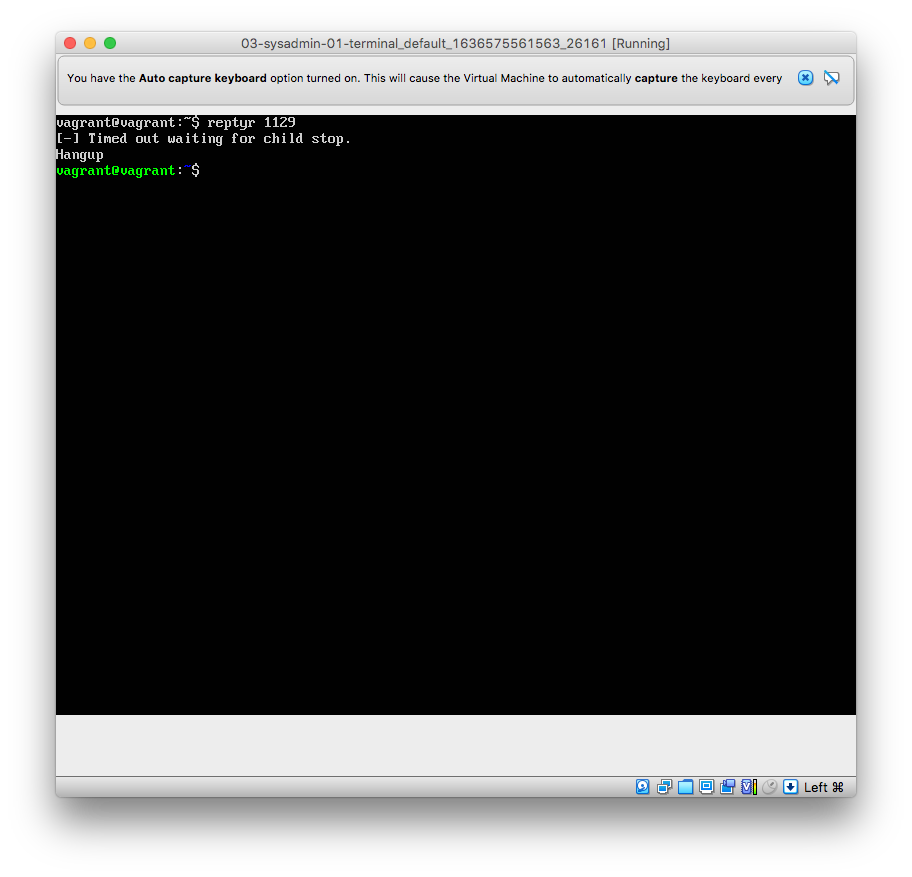 03-sysadmin-01-terminal_default_1636575561563_26161 [Running]
You have the Auto capture keyboard option turned on. This will cause the Virtual Machine to automatically capture the keyboard every
vagrant@vagrant:~$ reptyr 1129
[-] Timed out waiting for child stop.
Hangup
vagrant@vagrant:~$
Left ⌘